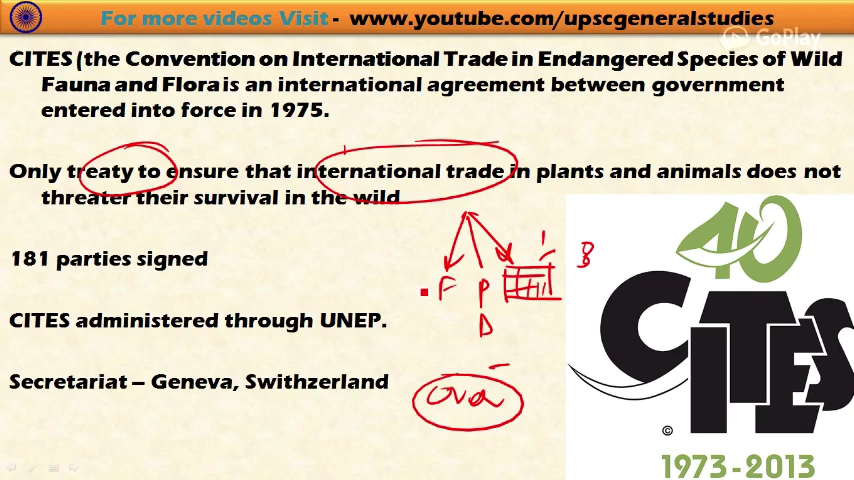 For more videos Visit - www.youtube.com/upscgeneralstudies
GoPlay
CITES (the Convention on International Trade in Endangered Species of Wild
Fauna and Flora is an international agreement between government
entered into force in 1975.
Only treaty to ensure that international trade in plants and animals does not
threater their survival in the wild
181 parties signed
F P
D
B
CITES administered through UNEP.
Secretariat – Geneva, Swithzerland
40
CITES
©
1973-2013